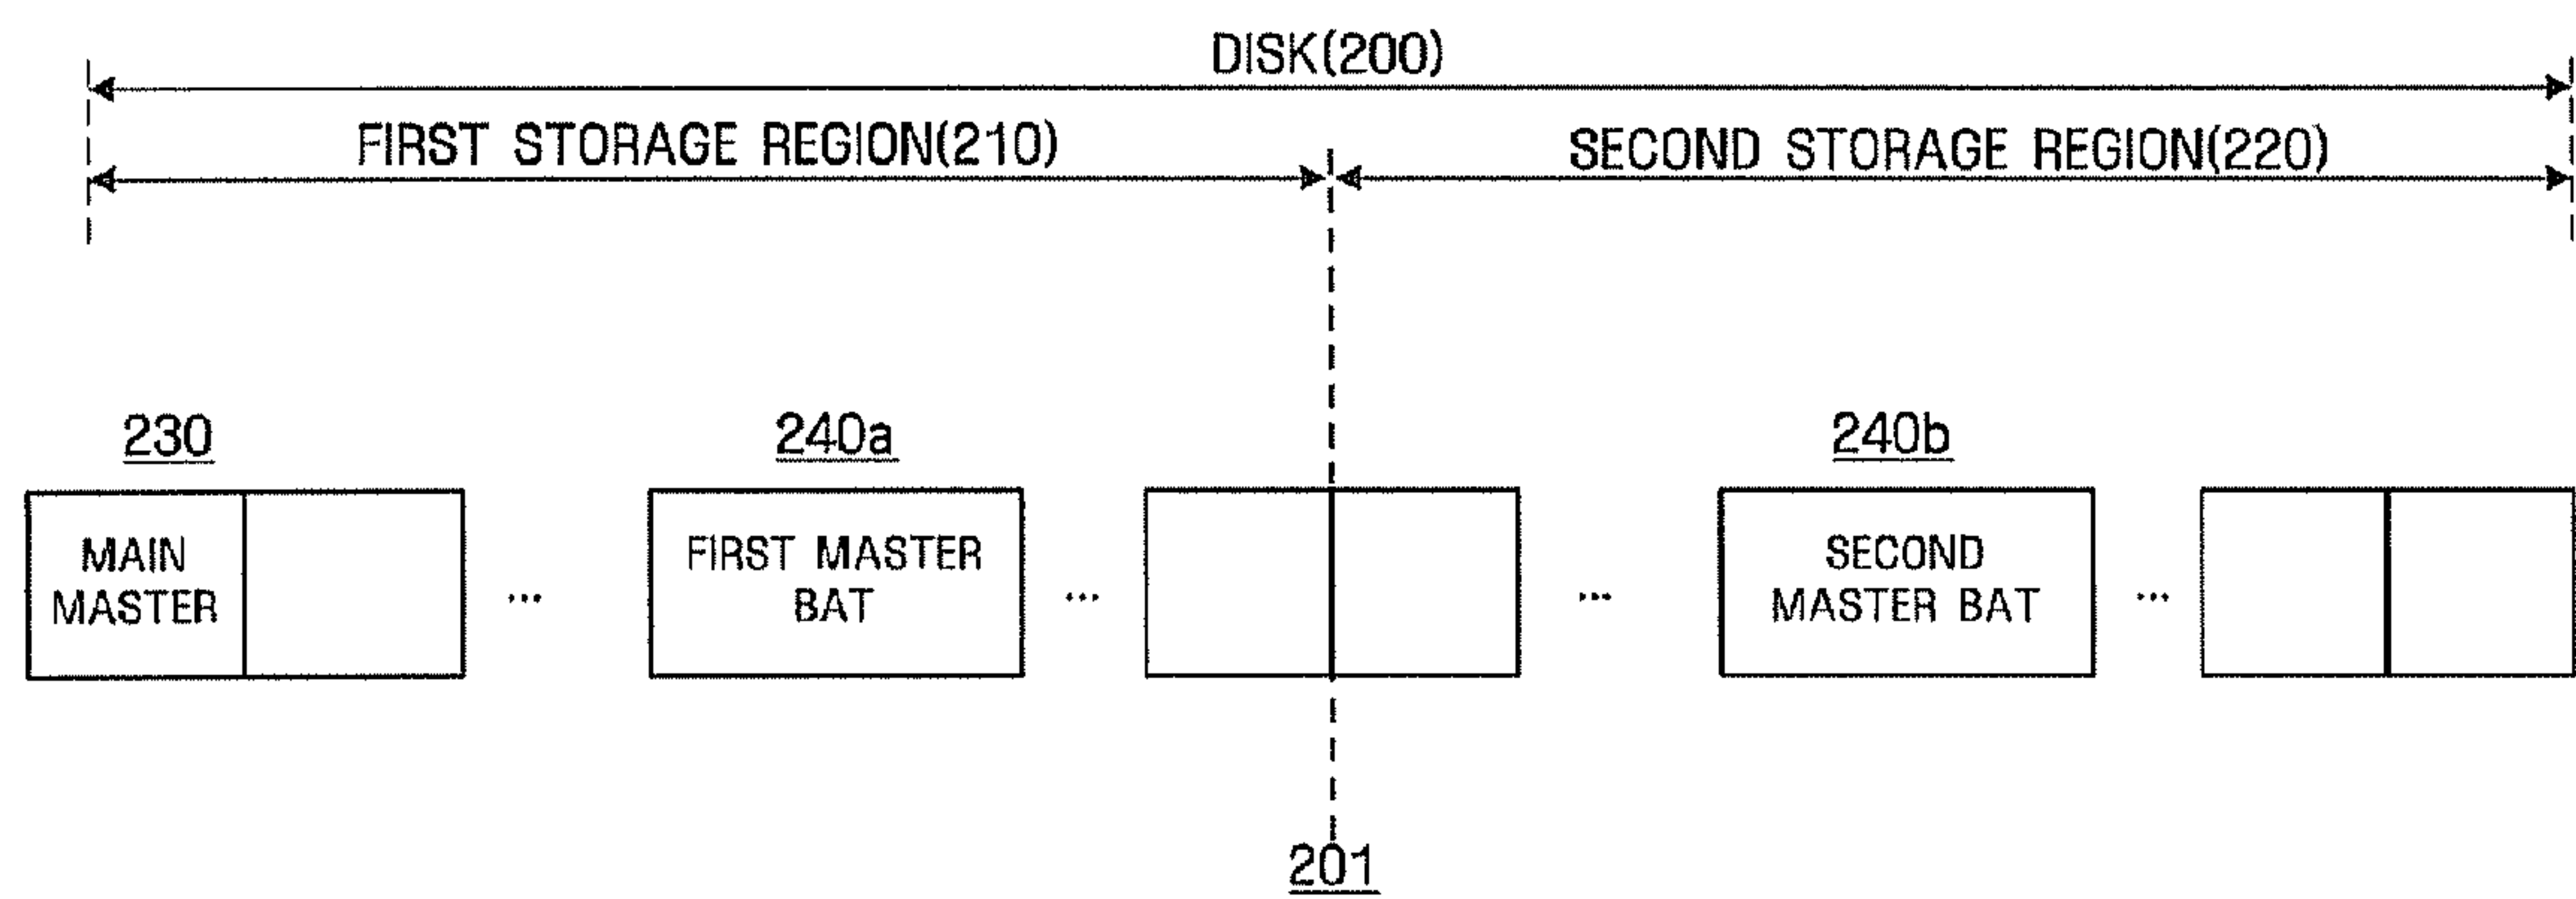 DISK(200)
FIRST STORAGE REGION(210)
SECOND STORAGE REGION(220)
230
240a
240b
MAIN
MASTER
...
FIRST MASTER
BAT
...
...
SECOND
MASTER BAT
...
201